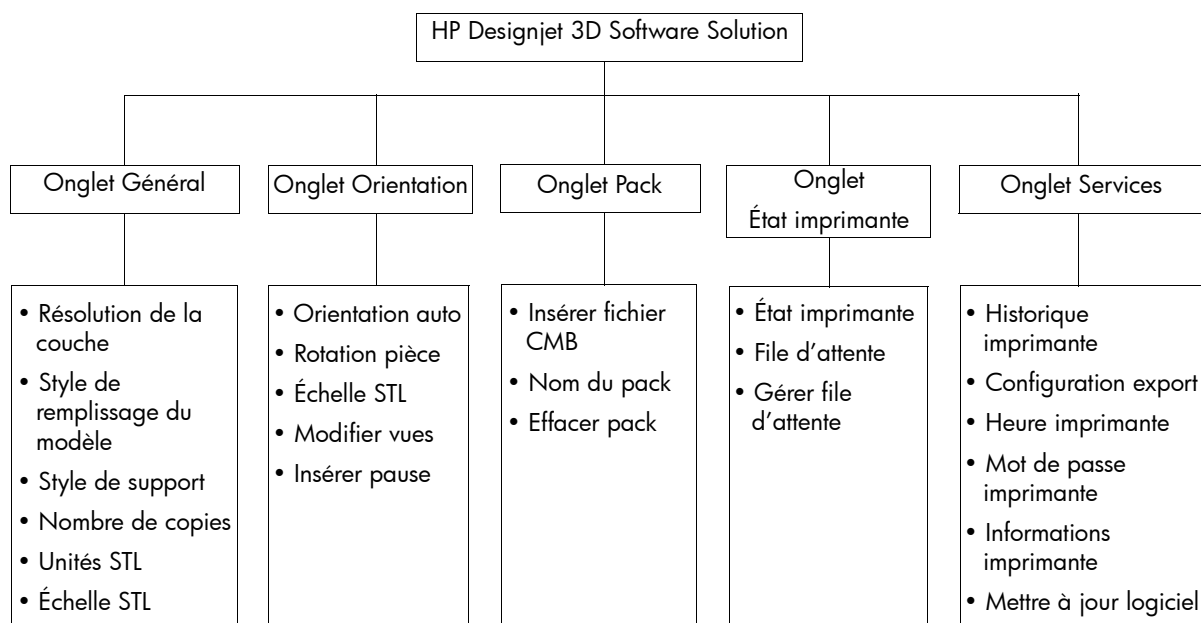 HP Designjet 3D Software Solution
Onglet Général
Onglet Orientation
Onglet Pack
Onglet
État imprimante
Onglet Services
• Résolution de la
couche
• Style de
remplissage du
modèle
• Style de support
• Nombre de copies
• Unités STL
• Échelle STL
• Orientation auto
• Rotation pièce
• Échelle STL
• Modifier vues
• Insérer pause
• Insérer fichier
CMB
• Nom du pack
• Effacer pack
• État imprimante
• File d’attente
• Gérer file
d’attente
• Historique
imprimante
• Configuration export
• Heure imprimante
• Mot de passe
imprimante
• Informations
imprimante
• Mettre à jour logiciel